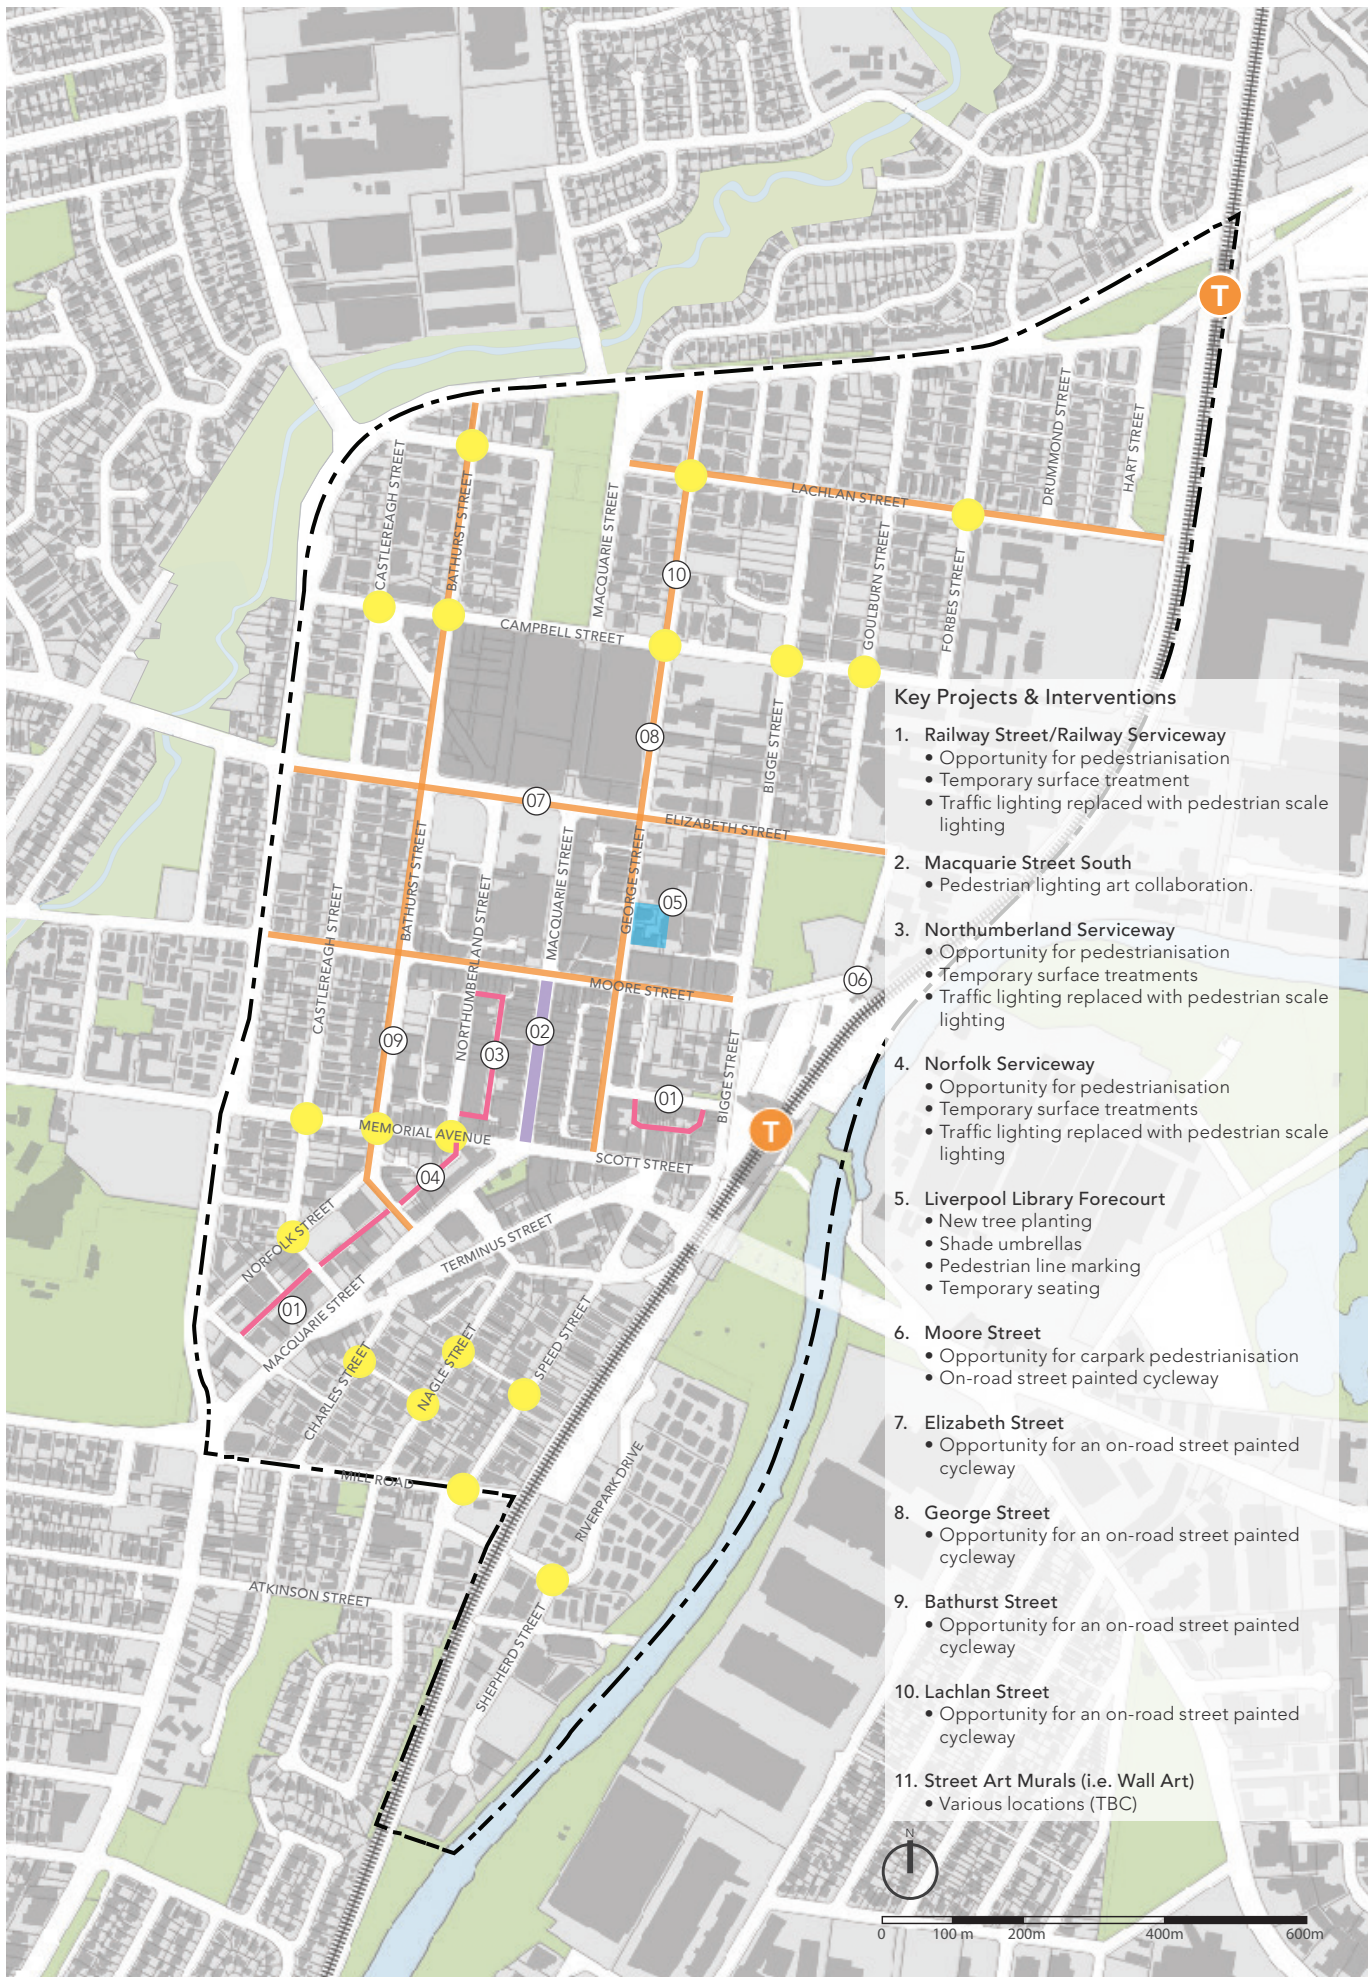 T
DRUMMOND STREET
HART STREET
CASTLEREAGH STREET
BATHURST STREET
MACQUARIE STREET
LACHLAN STREET
GOULBURN STREET
FORBES STREET
10
CAMPBELL STREET
BIGGE STREET
08
07
ELIZABETH STREET
BATHURST STREET
MACQUARIE STREET
GEORGE STREET
CASTLEREAGH STREET
NORTHUMBERLAND STREET
05
MOORE STREET
06
09
03
02
01
BIGGE STREET
T
MEMORIAL AVENUE
SCOTT STREET
04
NORFOLK STREET
TERMINUS STREET
01
MACQUARIE STREET
CHARLES STREET
NAGLE STREET
SPEED STREET
MILL ROAD
RIVERPARK DRIVE
ATKINSON STREET
SHEPHERD STREET
Key Projects & Interventions
1. Railway Street/Railway Serviceway
• Opportunity for pedestrianisation
• Temporary surface treatment
• Traffic lighting replaced with pedestrian scale
lighting
2. Macquarie Street South
• Pedestrian lighting art collaboration.
3. Northumberland Serviceway
• Opportunity for pedestrianisation
• Temporary surface treatments
• Traffic lighting replaced with pedestrian scale
lighting
4. Norfolk Serviceway
• Opportunity for pedestrianisation
• Temporary surface treatments
• Traffic lighting replaced with pedestrian scale
lighting
5. Liverpool Library Forecourt
• New tree planting
• Shade umbrellas
• Pedestrian line marking
• Temporary seating
6. Moore Street
• Opportunity for carpark pedestrianisation
• On-road street painted cycleway
7. Elizabeth Street
• Opportunity for an on-road street painted
cycleway
8. George Street
• Opportunity for an on-road street painted
cycleway
9. Bathurst Street
• Opportunity for an on-road street painted
cycleway
10. Lachlan Street
• Opportunity for an on-road street painted
cycleway
11. Street Art Murals (i.e. Wall Art)
• Various locations (TBC)
N
0 100 m 200m 400m 600m